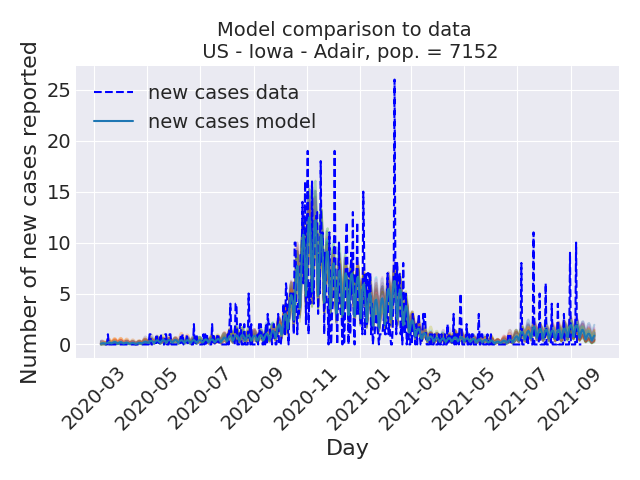 Model comparison to data
US - Iowa - Adair, pop. = 7152
Number of new cases reported
25
20
15
10
5
0
new cases data
new cases model
2020-03
2020-05
2020-07
2020-09
2020-11
2021-01
2021-03
2021-05
2021-07
2021-09
Day